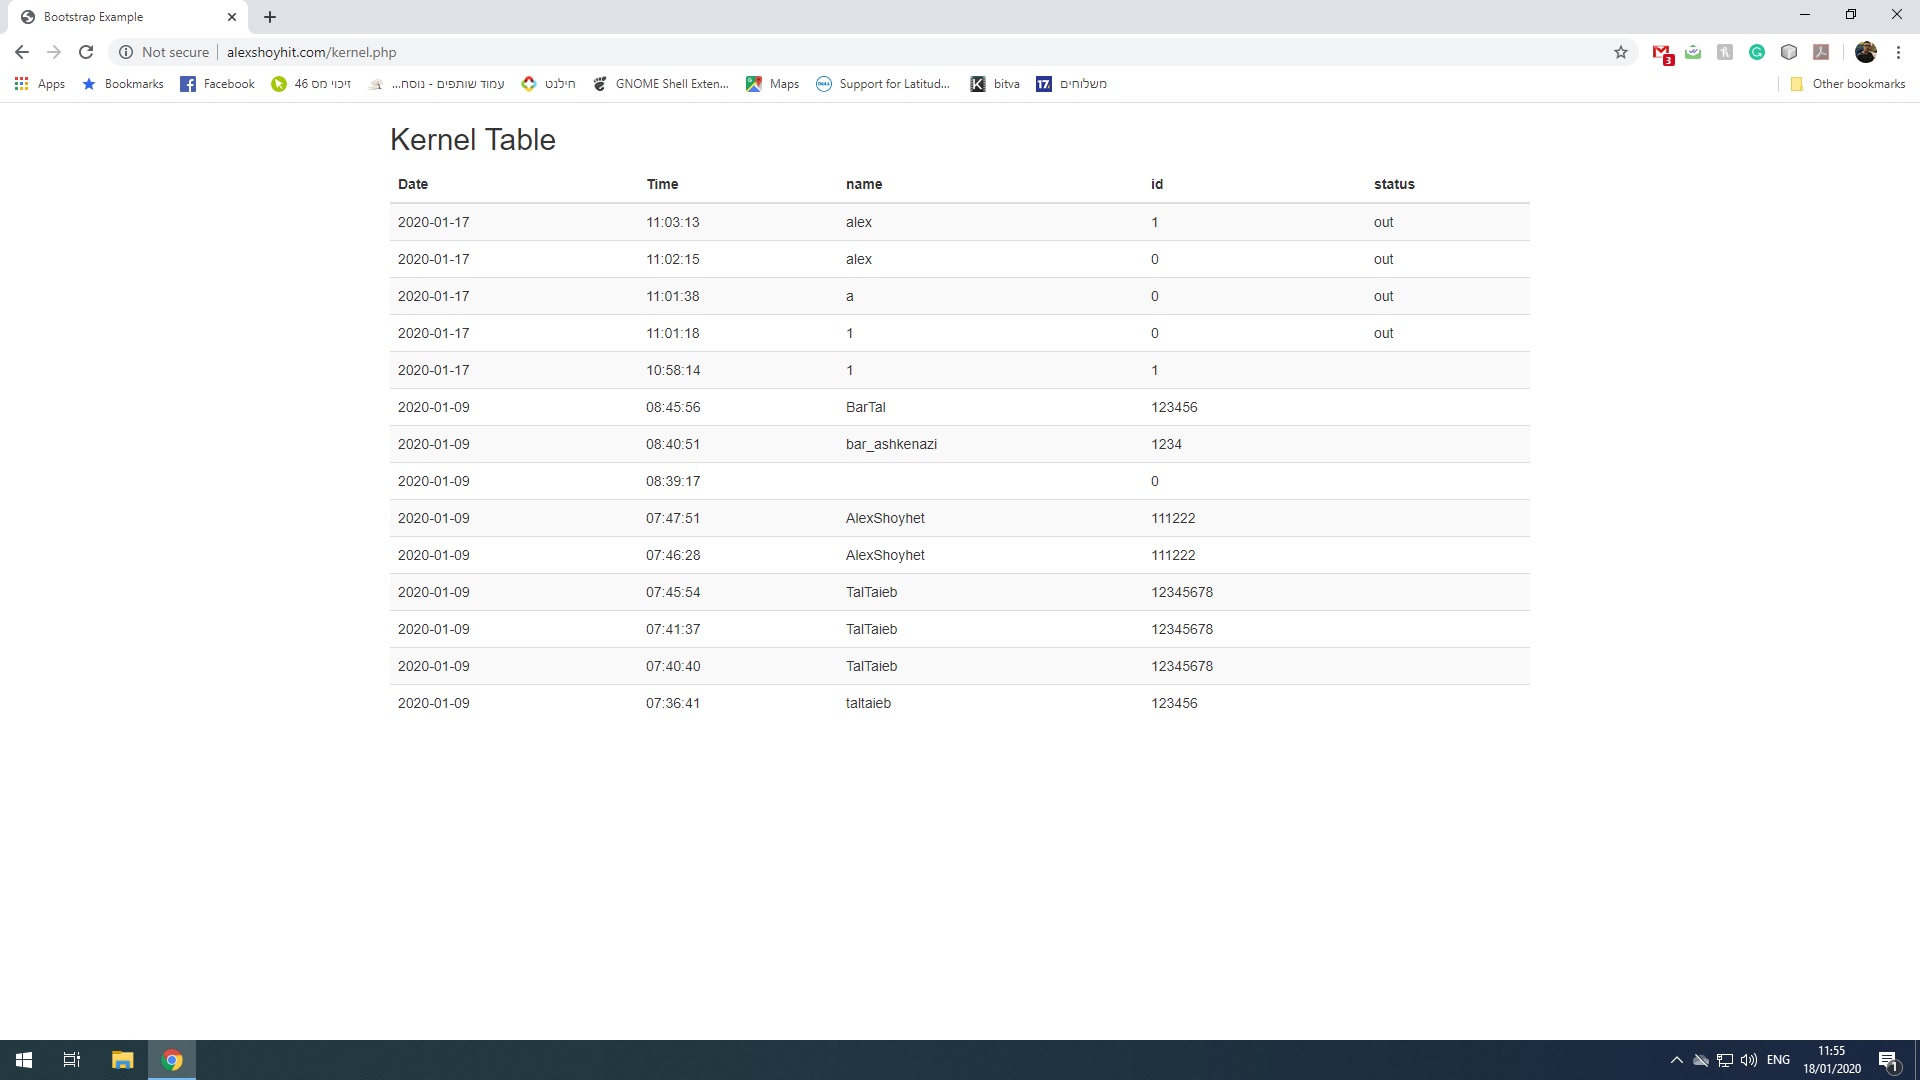 Bootstrap Example
Not secure alexshoyhit.com/kernel.php
3
Apps Bookmarks Facebook זיכוי מס 46 עמוד שותפים - נוסח... חילנט GNOME Shell Exten... Maps Support for Latitud... bitva 17 משלוחים Other bookmarks
Kernel Table
Date Time name id status
2020-01-17 11:03:13 alex 1 out
2020-01-17 11:02:15 alex 0 out
2020-01-17 11:01:38 a 0 out
2020-01-17 11:01:18 1 0 out
2020-01-17 10:58:14 1 1
2020-01-09 08:45:56 BarTal 123456
2020-01-09 08:40:51 bar_ashkenazi 1234
2020-01-09 08:39:17 0
2020-01-09 07:47:51 AlexShoyhet 111222
2020-01-09 07:46:28 AlexShoyhet 111222
2020-01-09 07:45:54 TalTaieb 12345678
2020-01-09 07:41:37 TalTaieb 12345678
2020-01-09 07:40:40 TalTaieb 12345678
2020-01-09 07:36:41 taltaieb 123456
ENG 11:55
18/01/2020
1